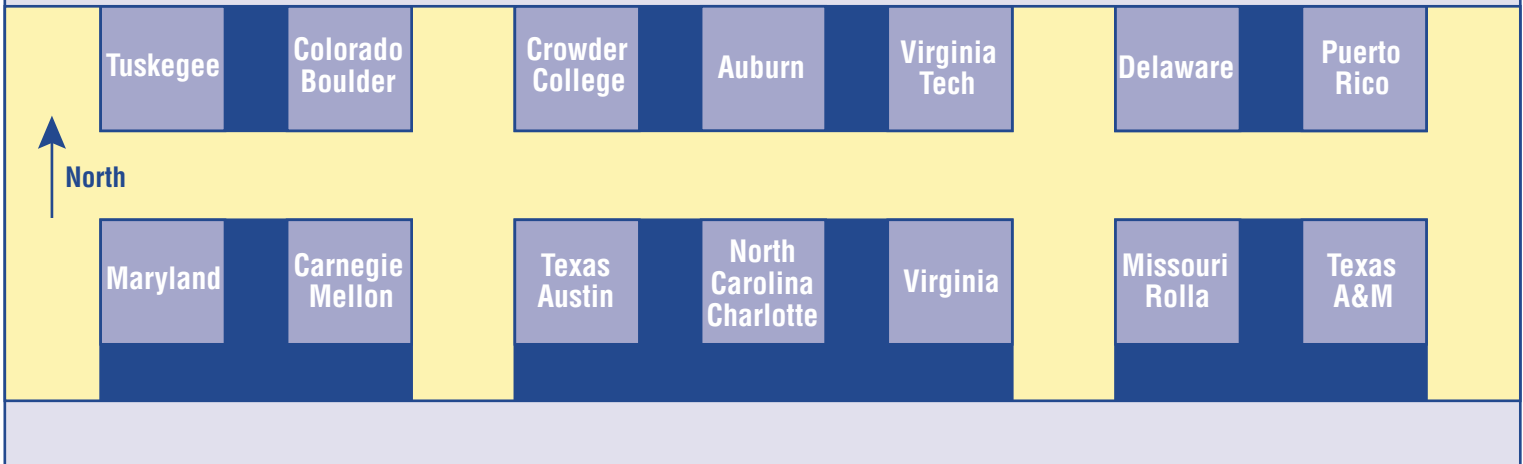 Tuskegee
Colorado
Boulder
Crowder
College
Auburn
Virginia
Tech
Delaware
Puerto
Rico
North
Maryland
Carnegie
Mellon
Texas
Austin
North
Carolina
Charlotte
Virginia
Missouri
Rolla
Texas
A&M